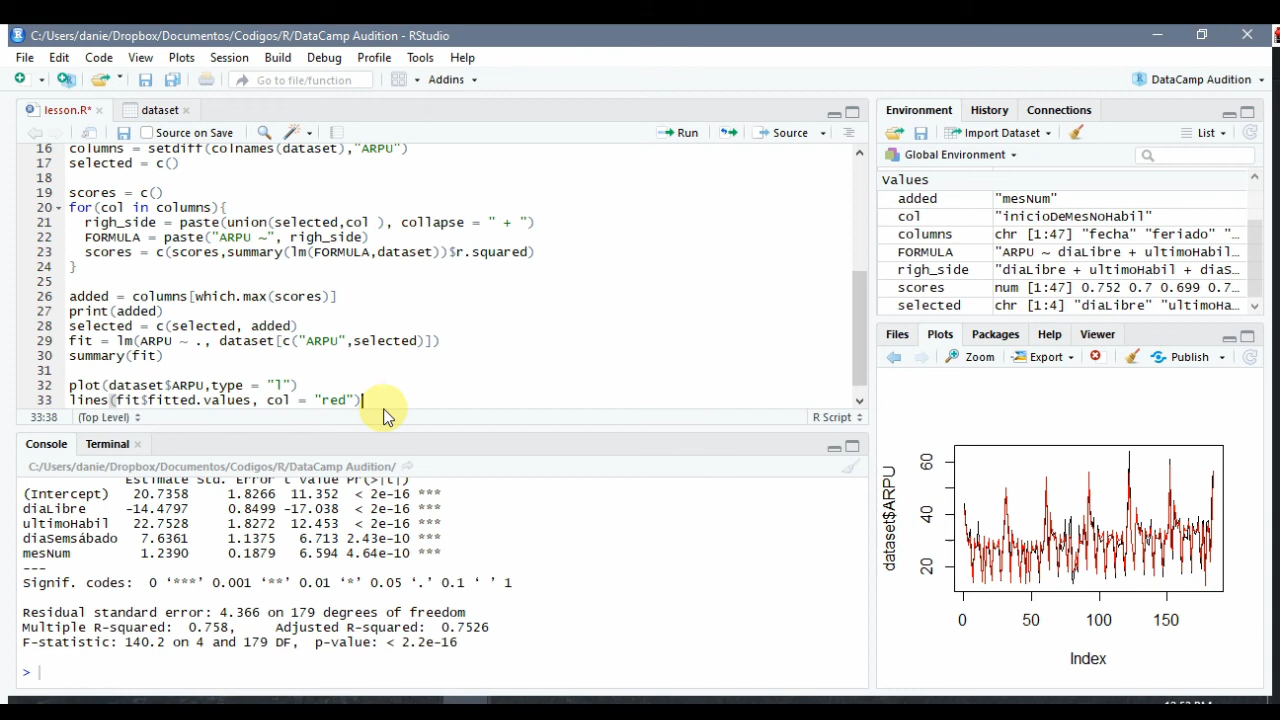 C:/Users/danie/Dropbox/Documentos/Codigos/R/DataCamp Audition - RStudio
File Edit Code View Plots Session Build Debug Profile Tools Help
Go to file/function Addins DataCamp Audition
lesson.R* dataset
Source on Save Run Source
16 columns = setdiff(colnames(dataset),"ARPU")
17 selected = c()
18
19 scores = c()
20 for(col in columns){
21 righ_side = paste(union(selected,col ), collapse = " + ")
22 FORMULA = paste("ARPU ~", righ_side)
23 scores = c(scores,summary(lm(FORMULA,dataset))$r.squared)
24 }
25
26 added = columns[which.max(scores)]
27 print(added)
28 selected = c(selected, added)
29 fit = lm(ARPU ~ ., dataset[c("ARPU",selected)])
30 summary(fit)
31
32 plot(dataset$ARPU,type = "l")
33 lines(fit$fitted.values, col = "red")
33:38 (Top Level) R Script
Console Terminal
C:/Users/danie/Dropbox/Documentos/Codigos/R/DataCamp Audition/
Estimate Std. Error t value Pr(>|t|)
(Intercept) 20.7358 1.8266 11.352 < 2e-16 ***
diaLibre -14.4797 0.8499 -17.038 < 2e-16 ***
ultimoHabil 22.7528 1.8272 12.453 < 2e-16 ***
diaSemsábado 7.6361 1.1375 6.713 2.43e-10 ***
mesNum 1.2390 0.1879 6.594 4.64e-10 ***
---
Signif. codes: 0 ‘***’ 0.001 ‘**’ 0.01 ‘*’ 0.05 ‘.’ 0.1 ‘ ’ 1
Residual standard error: 4.366 on 179 degrees of freedom
Multiple R-squared: 0.758, Adjusted R-squared: 0.7526
F-statistic: 140.2 on 4 and 179 DF, p-value: < 2.2e-16
>
Environment History Connections
Import Dataset List
Global Environment
Values
added "mesNum"
col "inicioDeMesNoHabil"
columns chr [1:47] "fecha" "feriado" "…
FORMULA "ARPU ~ diaLibre + ultimoHabil …
righ_side "diaLibre + ultimoHabil + diaS…
scores num [1:47] 0.752 0.7 0.699 0.7…
selected chr [1:4] "diaLibre" "ultimoHa…
Files Plots Packages Help Viewer
Zoom Export Publish
dataset$ARPU
60
40
20
0 50 100 150
Index